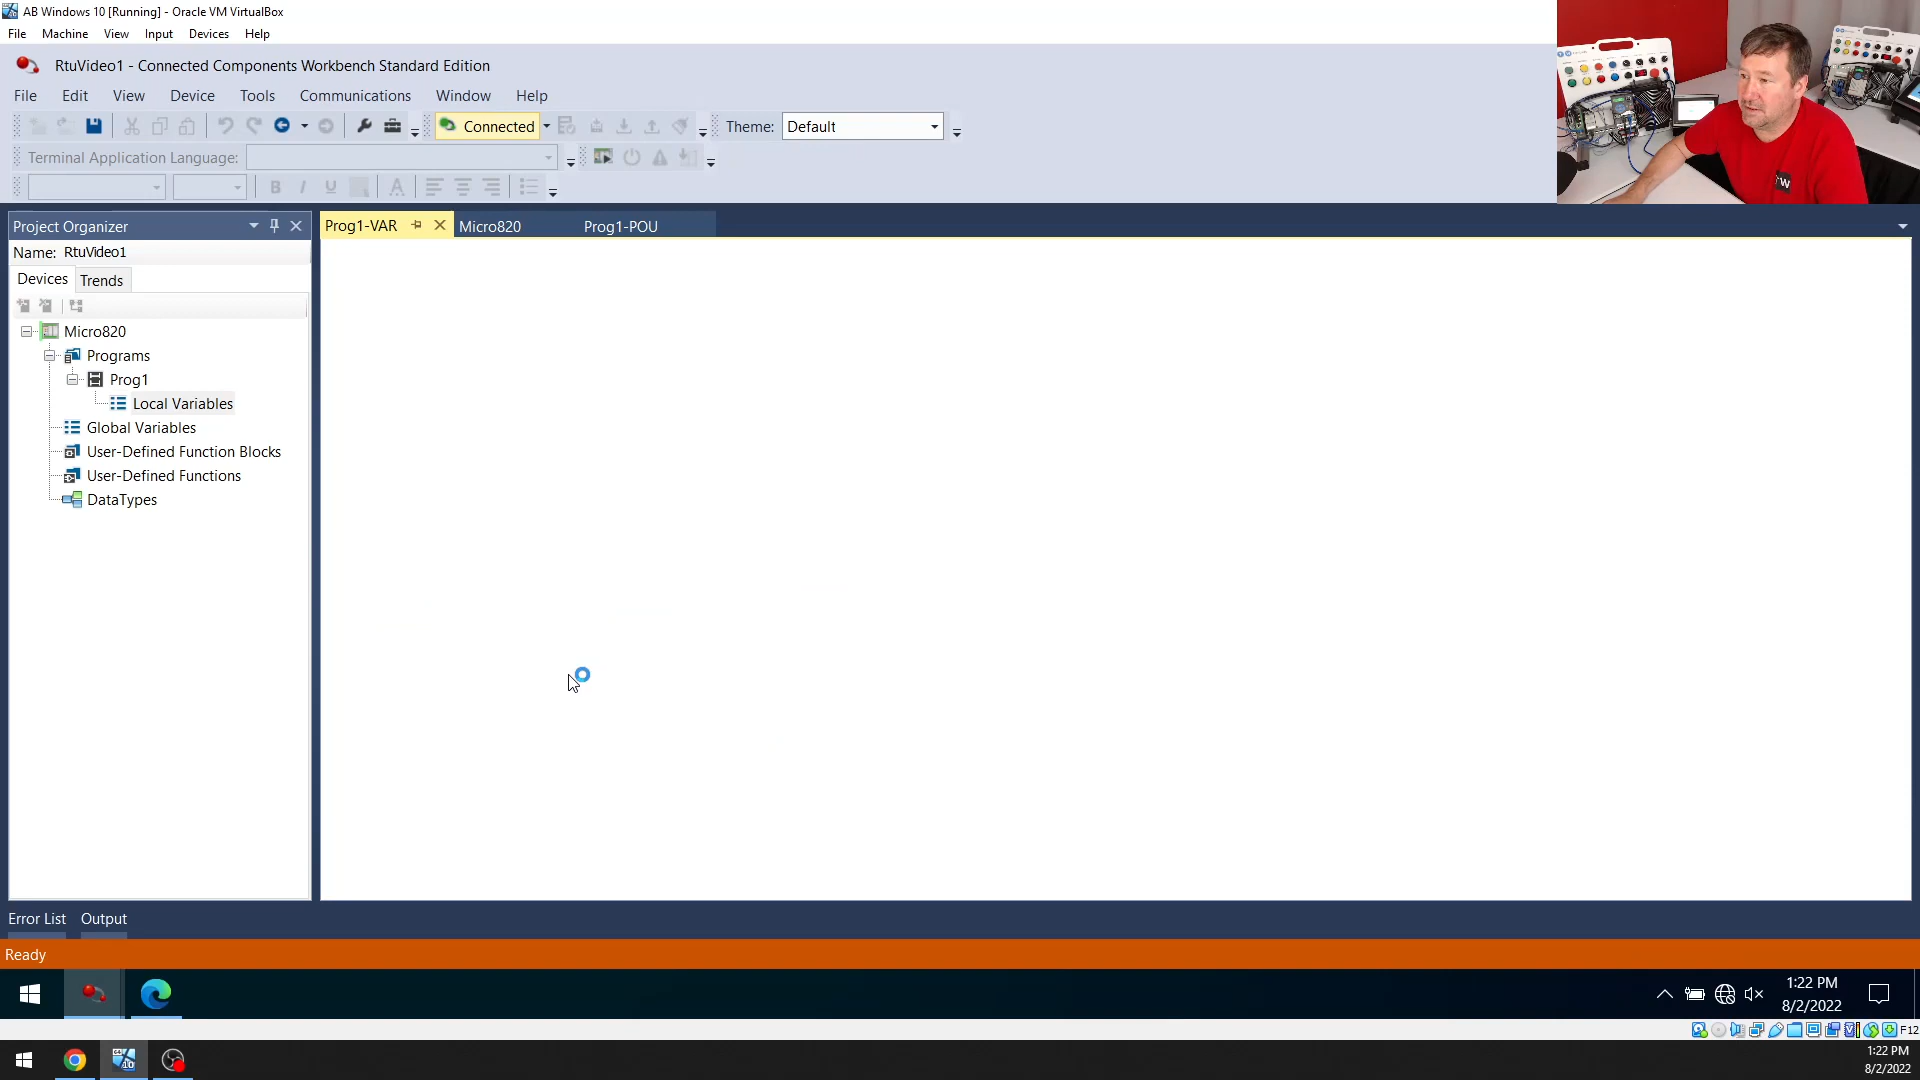 AB Windows 10 [Running] - Oracle VM VirtualBox
File Machine View Input Devices Help
RtuVideo1 - Connected Components Workbench Standard Edition
File Edit View Device Tools Communications Window Help
Connected Theme: Default
Terminal Application Language:
B I U A
Project Organizer
Prog1-VAR Micro820 Prog1-POU
Name: RtuVideo1
Devices Trends
Micro820
Programs
Prog1
Local Variables
Global Variables
User-Defined Function Blocks
User-Defined Functions
DataTypes
Error List Output
Ready
1:22 PM
8/2/2022
F12
1:22 PM
8/2/2022